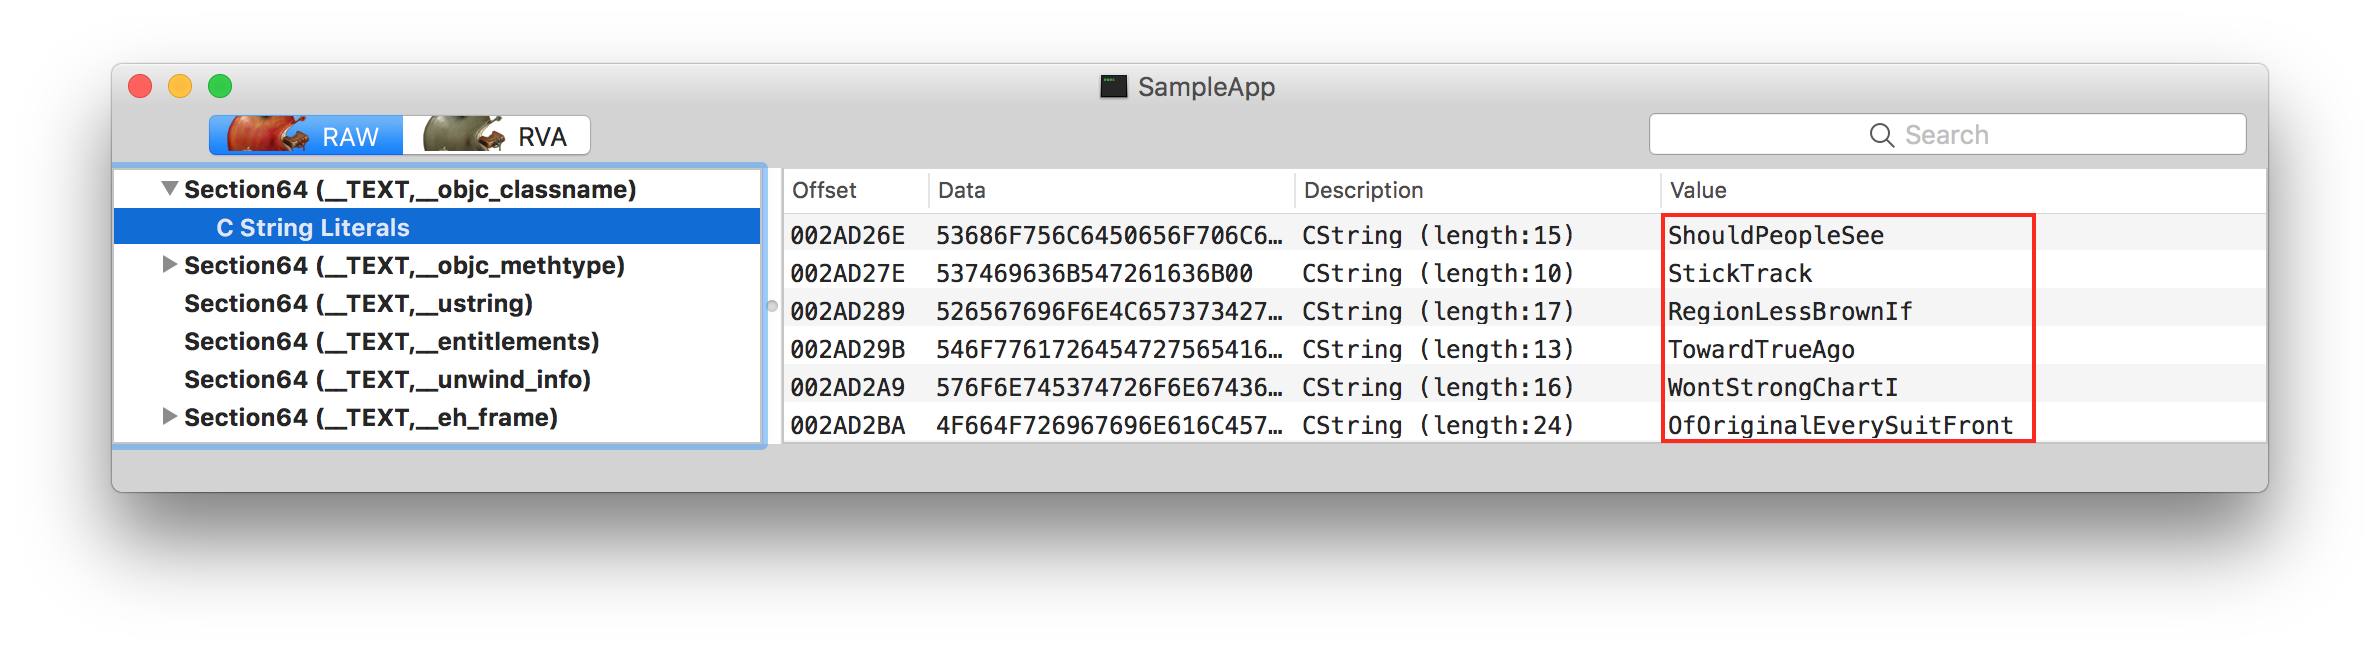 SampleApp
RAW RVA Search
Section64 (__TEXT,__objc_classname)
C String Literals
Section64 (__TEXT,__objc_methtype)
Section64 (__TEXT,__ustring)
Section64 (__TEXT,__entitlements)
Section64 (__TEXT,__unwind_info)
Section64 (__TEXT,__eh_frame)
Offset Data Description Value
002AD26E 53686F756C6450656F706C6... CString (length:15) ShouldPeopleSee
002AD27E 537469636B547261636B00 CString (length:10) StickTrack
002AD289 526567696F6E4C657373427... CString (length:17) RegionLessBrownIf
002AD29B 546F7761726454727565416... CString (length:13) TowardTrueAgo
002AD2A9 576F6E745374726F6E67436... CString (length:16) WontStrongChartI
002AD2BA 4F664F726967696E616C457... CString (length:24) OfOriginalEverySuitFront